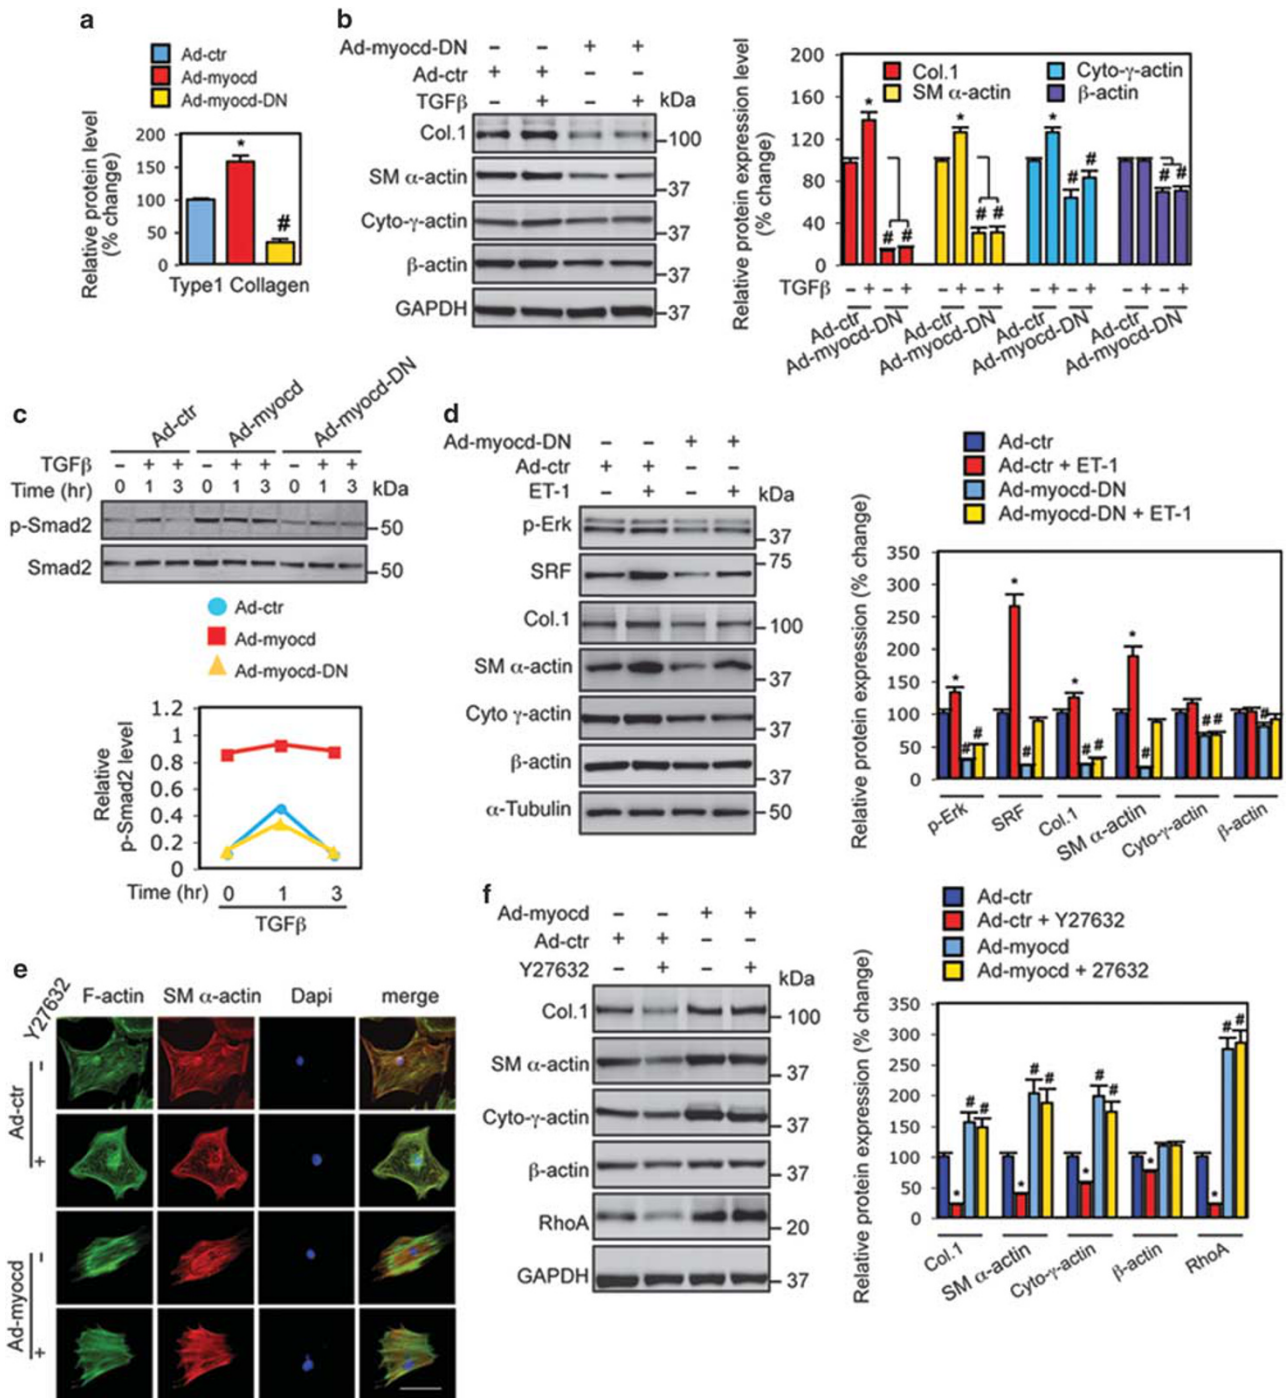 a
Ad-ctr
Ad-myocd
Ad-myocd-DN
Relative protein level
(% change)
200
150
100
50
0
*
#
Type1 Collagen
b
Ad-myocd-DN – – + +
Ad-ctr + + – –
TGFβ – + – + kDa
Col.1 100
SM α-actin 37
Cyto-γ-actin 37
β-actin 37
GAPDH 37
Relative protein expression level
(% change)
200
160
120
80
40
0
Col.1 Cyto-γ-actin
SM α-actin β-actin
* * *
# # # # # # # #
TGFβ – + – + – + – + – + – + – + – +
Ad-ctr Ad-ctr Ad-ctr Ad-ctr
Ad-myocd-DN Ad-myocd-DN Ad-myocd-DN Ad-myocd-DN
c
Ad-ctr Ad-myocd Ad-myocd-DN
TGFβ – + + – + + – + +
Time (hr) 0 1 3 0 1 3 0 1 3 kDa
p-Smad2 50
Smad2 50
Ad-ctr
Ad-myocd
Ad-myocd-DN
Relative
p-Smad2 level
1.2
1
0.8
0.6
0.4
0.2
0
Time (hr) 0 1 3
TGFβ
d
Ad-myocd-DN – – + +
Ad-ctr + + – –
ET-1 – + – + kDa
p-Erk 37
75
SRF
Col.1 100
SM α-actin 37
Cyto γ-actin 37
β-actin 37
α-Tubulin 50
Ad-ctr
Ad-ctr + ET-1
Ad-myocd-DN
Ad-myocd-DN + ET-1
Relative protein expression (% change)
350
300
250
200
150
100
50
0
* * * *
# # # # # # # # #
p-Erk SRF Col.1 SM α-actin Cyto-γ-actin β-actin
e
Y27632 F-actin SM α-actin Dapi merge
Ad-ctr – +
Ad-myocd – +
f
Ad-myocd – – + +
Ad-ctr + + – –
Y27632 – + – + kDa
Col.1 100
SM α-actin 37
Cyto-γ-actin 37
β-actin 37
RhoA 20
GAPDH 37
Ad-ctr
Ad-ctr + Y27632
Ad-myocd
Ad-myocd + 27632
Relative protein expression (% change)
350
300
250
200
150
100
50
0
# # # # # # # #
* * * * *
Col.1 SM α-actin Cyto-γ-actin β-actin RhoA